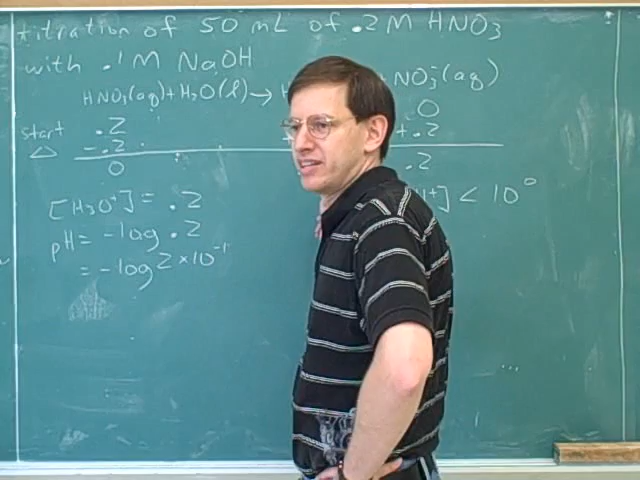 titration of 50 mL of .2 M HNO₃
with .1 M NaOH
HNO₃(aq) + H₂O(l) → H + NO₃⁻(aq)
0
start .2
△ -.2 +.2
0 .2
[H₃O⁺] = .2 +] < 10⁰
pH = -log .2
= -log 2 × 10⁻¹